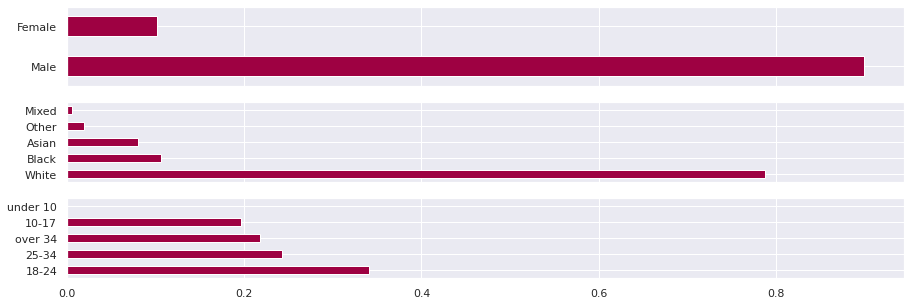 Female
Male
Mixed
Other
Asian
Black
White
under 10
10-17
over 34
25-34
18-24
0.0 0.2 0.4 0.6 0.8